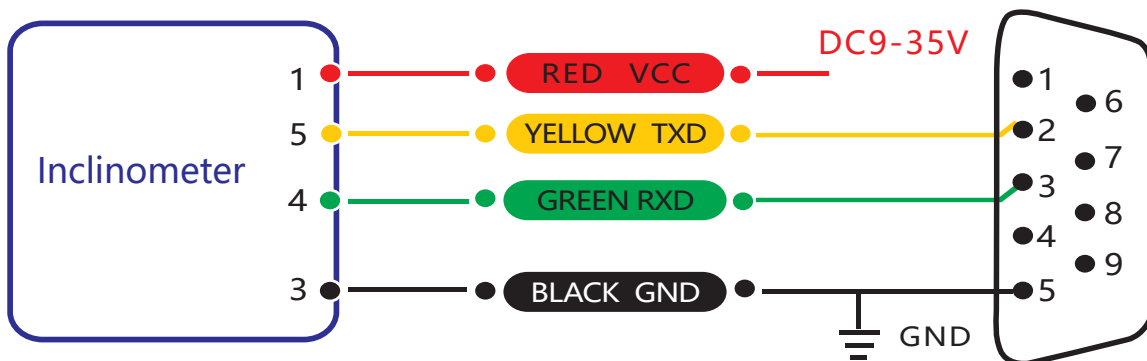 DC9-35V
1 RED VCC 1
6
5 YELLOW TXD 2
Inclinometer 7
4 GREEN RXD 3
8
4
9
3 BLACK GND 5
GND